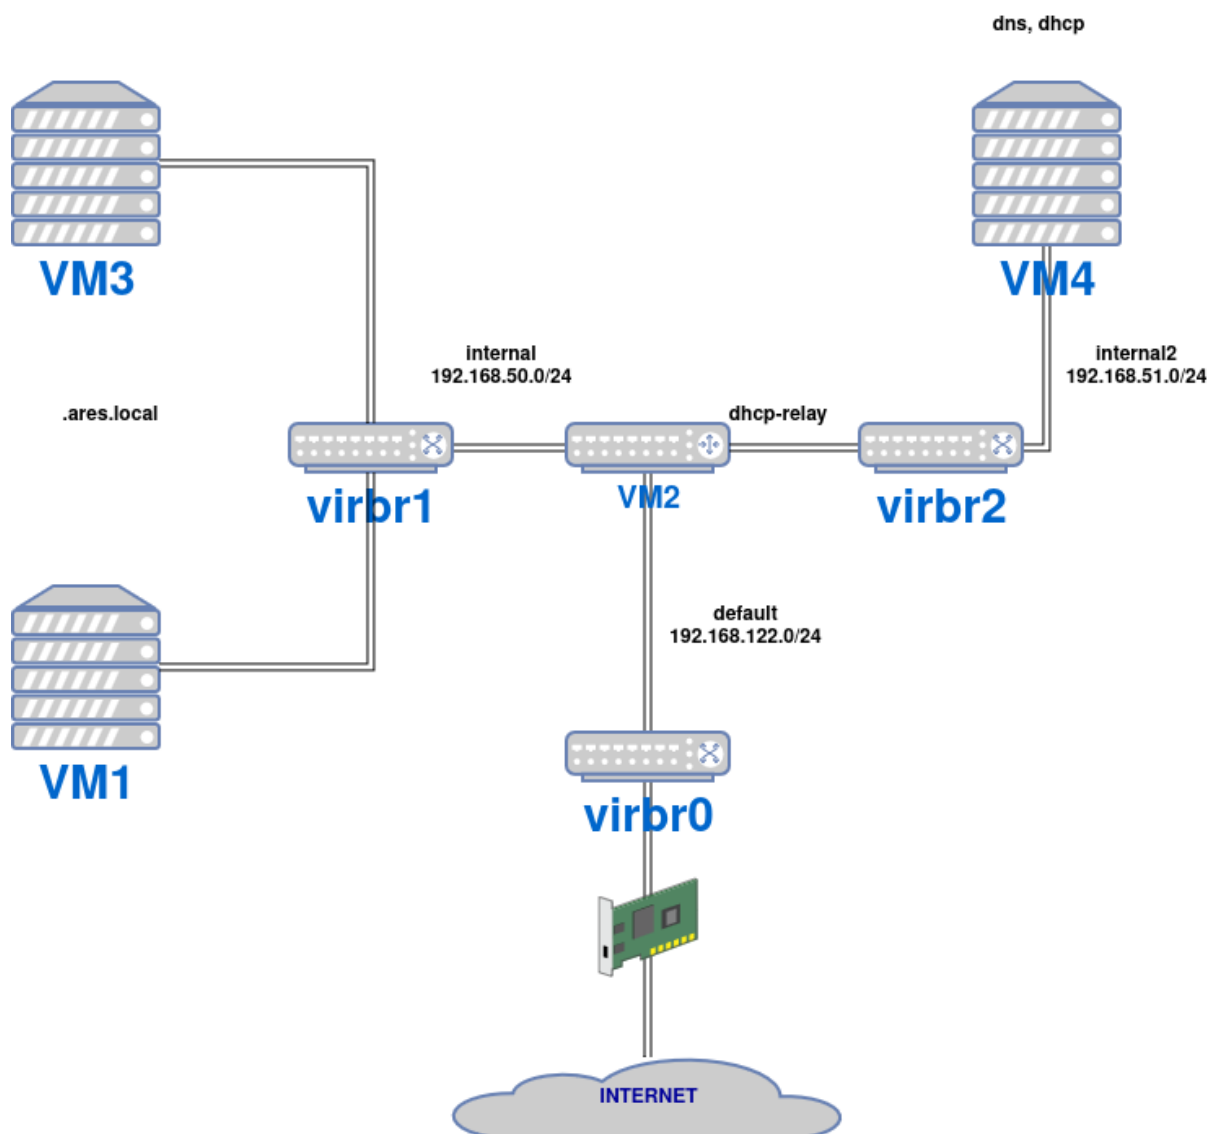 dns, dhcp
VM3
VM4
internal
192.168.50.0/24
internal2
192.168.51.0/24
.ares.local
dhcp-relay
virbr1
VM2
virbr2
default
192.168.122.0/24
VM1
virbr0
INTERNET